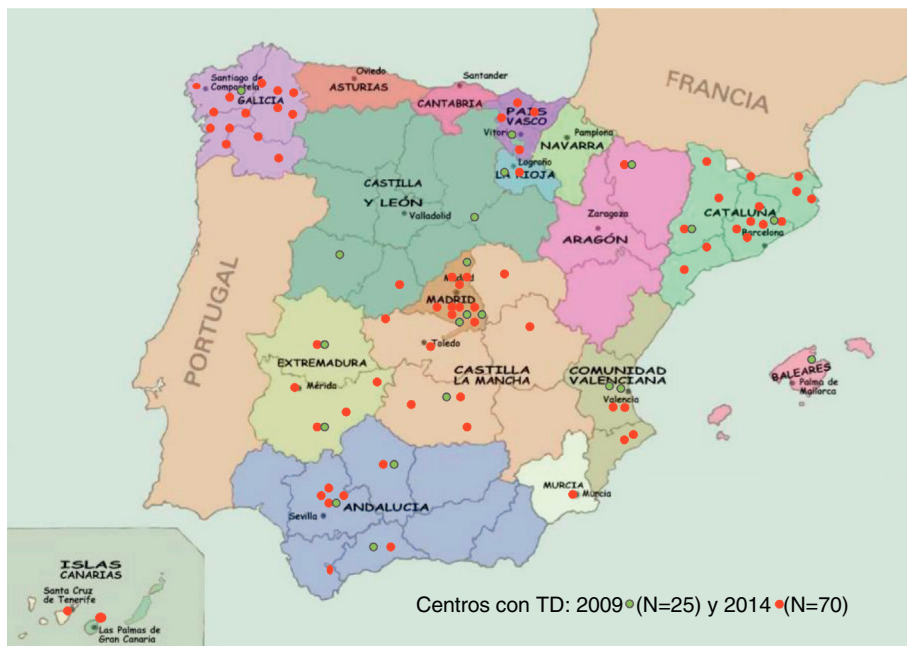 Oviedo
ASTURIAS
Santander
CANTABRIA
Santiago de
Compostela
GALICIA
PAIS
VASCO
Vitoria
Pamplona
NAVARRA
Logroño
LA RIOJA
FRANCIA
CASTILLA
Y LEÓN
Valladolid
Zaragoza
ARAGÓN
CATALUÑA
Barcelona
PORTUGAL
Madrid
MADRID
Toledo
EXTREMADURA
Mérida
CASTILLA
LA MANCHA
COMUNIDAD
VALENCIANA
Valencia
BALEARES
Palma de
Mallorca
MURCIA
Murcia
Sevilla
ANDALUCIA
ISLAS
CANARIAS
Santa Cruz
de Tenerife
Las Palmas de
Gran Canaria
Centros con TD: 2009 (N=25) y 2014 (N=70)